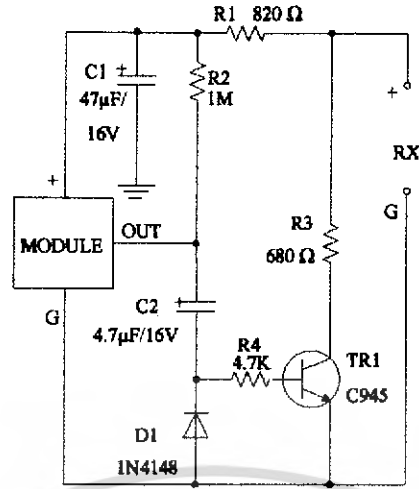 R1 820 Ω
C1
47µF/
16V
R2
1M
+
+
RX
MODULE
OUT
R3
680 Ω
G
G
C2
4.7µF/16V
R4
4.7K
TR1
C945
D1
1N4148